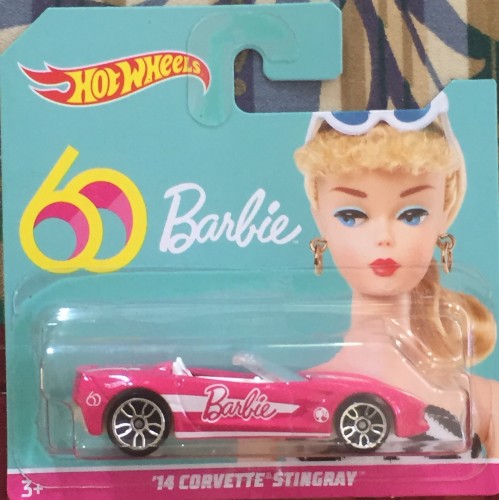 HOT WHEELS
60 Barbie
60
Barbie
'14 CORVETTE STINGRAY
3+